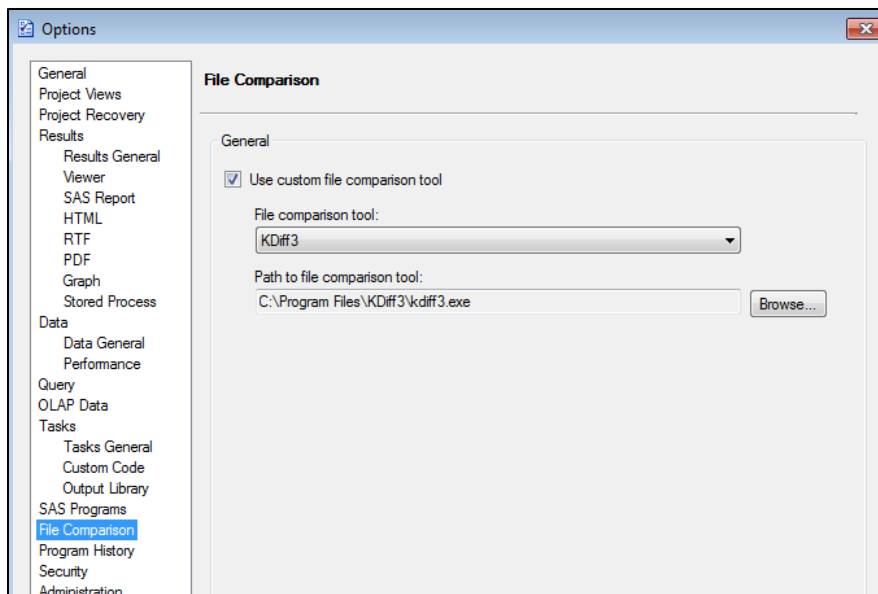 Options
General
Project Views
Project Recovery
Results
Results General
Viewer
SAS Report
HTML
RTF
PDF
Graph
Stored Process
Data
Data General
Performance
Query
OLAP Data
Tasks
Tasks General
Custom Code
Output Library
SAS Programs
File Comparison
Program History
Security
Administration
File Comparison
General
Use custom file comparison tool
File comparison tool:
KDiff3
Path to file comparison tool:
C:\Program Files\KDiff3\kdiff3.exe
Browse...